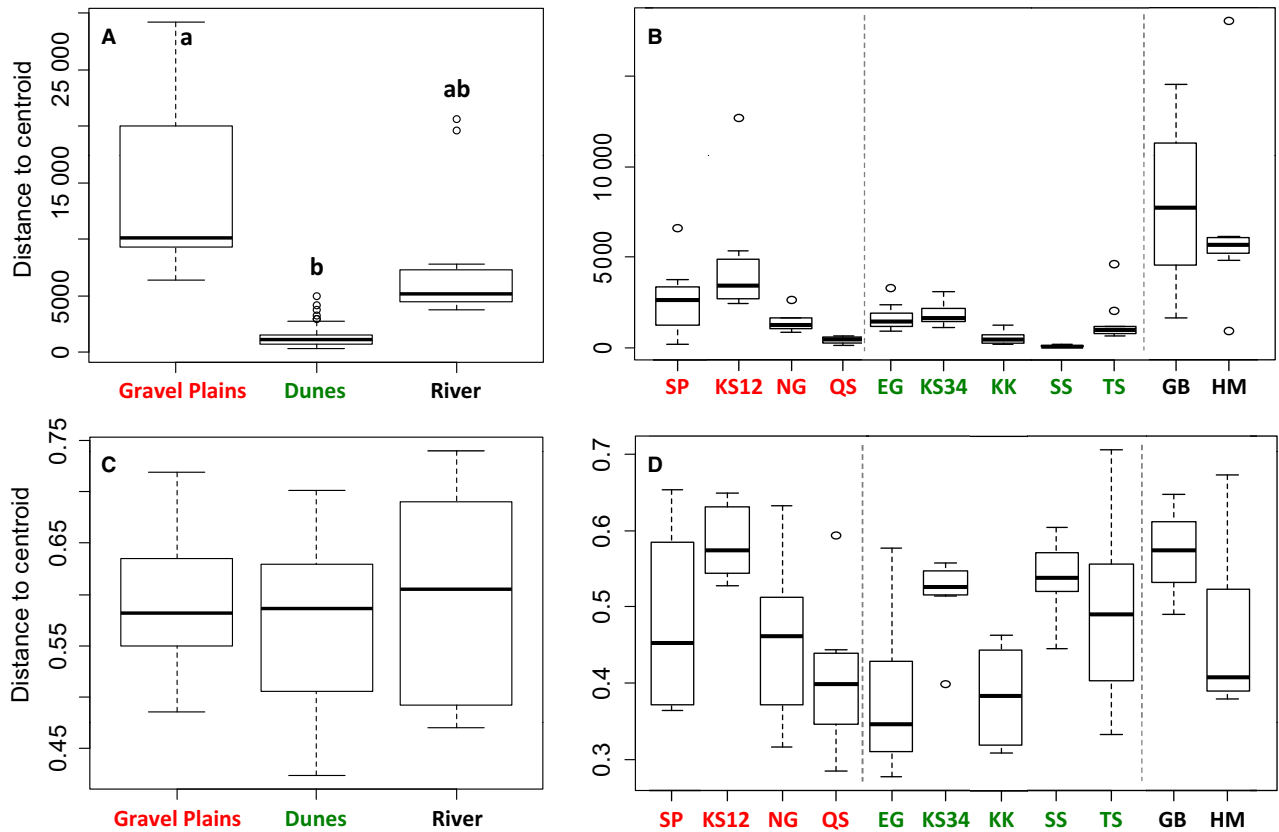 A
a
b
ab
Distance to centroid
25 000
15 000
5000
0
Gravel Plains Dunes River
B
10 000
5000
0
SP KS12 NG QS EG KS34 KK SS TS GB HM
C
Distance to centroid
0.75
0.65
0.55
0.45
Gravel Plains Dunes River
D
0.7
0.6
0.5
0.4
0.3
SP KS12 NG QS EG KS34 KK SS TS GB HM